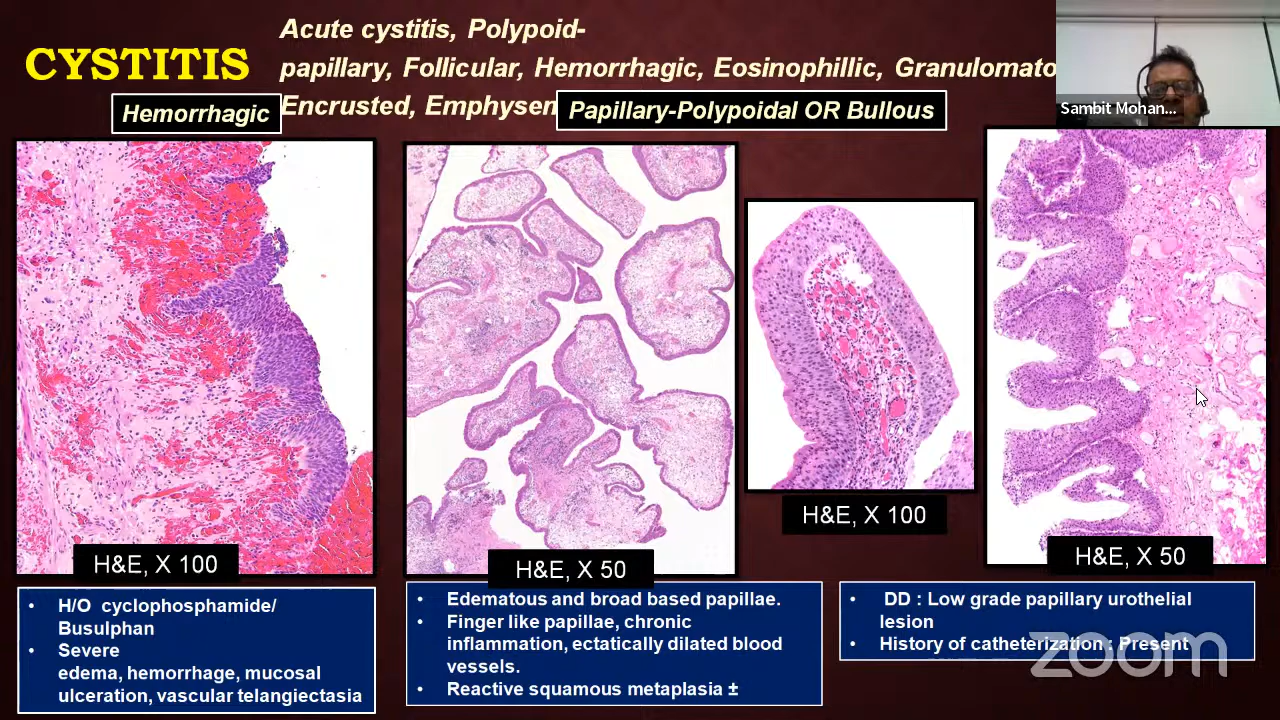 CYSTITIS
Acute cystitis, Polypoid-
papillary, Follicular, Hemorrhagic, Eosinophillic, Granulomato
Encrusted, Emphysen
Hemorrhagic
Papillary-Polypoidal OR Bullous
Sambit Mohan...
H&E, X 100
H&E, X 50
H&E, X 100
H&E, X 50
• H/O cyclophosphamide/
Busulphan
• Severe
edema, hemorrhage, mucosal
ulceration, vascular telangiectasia
• Edematous and broad based papillae.
• Finger like papillae, chronic
inflammation, ectatically dilated blood
vessels.
• Reactive squamous metaplasia ±
• DD : Low grade papillary urothelial
lesion
• History of catheterization : Present
zoom